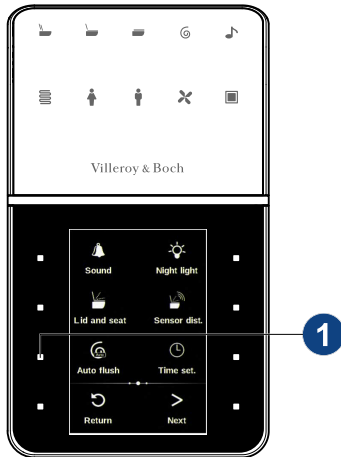 Villeroy & Boch
Sound Night light
Lid and seat Sensor dist.
Auto flush Time set.
Return Next
1